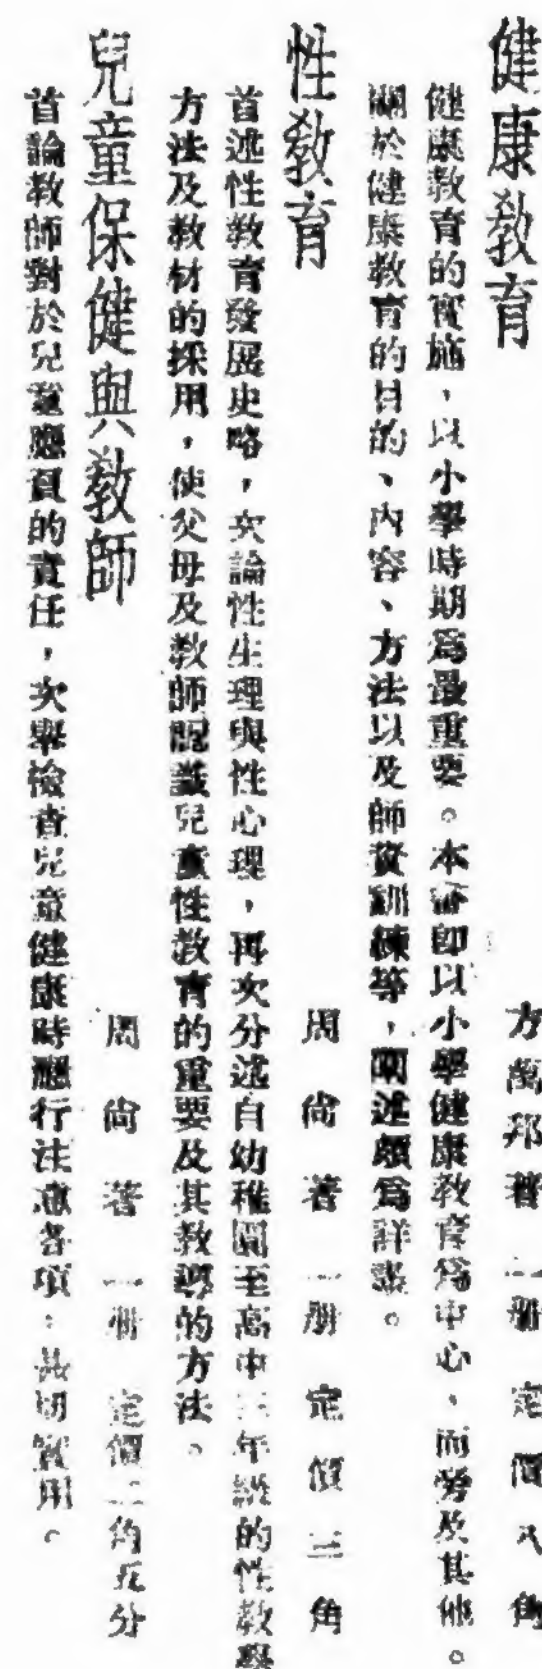 健康教育
方萬邦著 一冊 定價八角
健康教育的實施，以小學時期爲最重要。本書卽以小學健康教育爲中心，而旁及其他。
關於健康教育的目的、內容、方法以及師資訓練等，闡述頗爲詳盡。
性教育
周尙著 一冊 定價三角
首述性教育發展史略，次論性生理與性心理，再次分述自幼稚園至高中三年級的性教學
方法及教材的採用，使父母及教師認識兒童性教育的重要及其教導的方法。
兒童保健與教師
周尙著 一冊 定價二角五分
首論教師對於兒童應負的責任，次舉檢查兒童健康時應行注意各項；甚切實用。